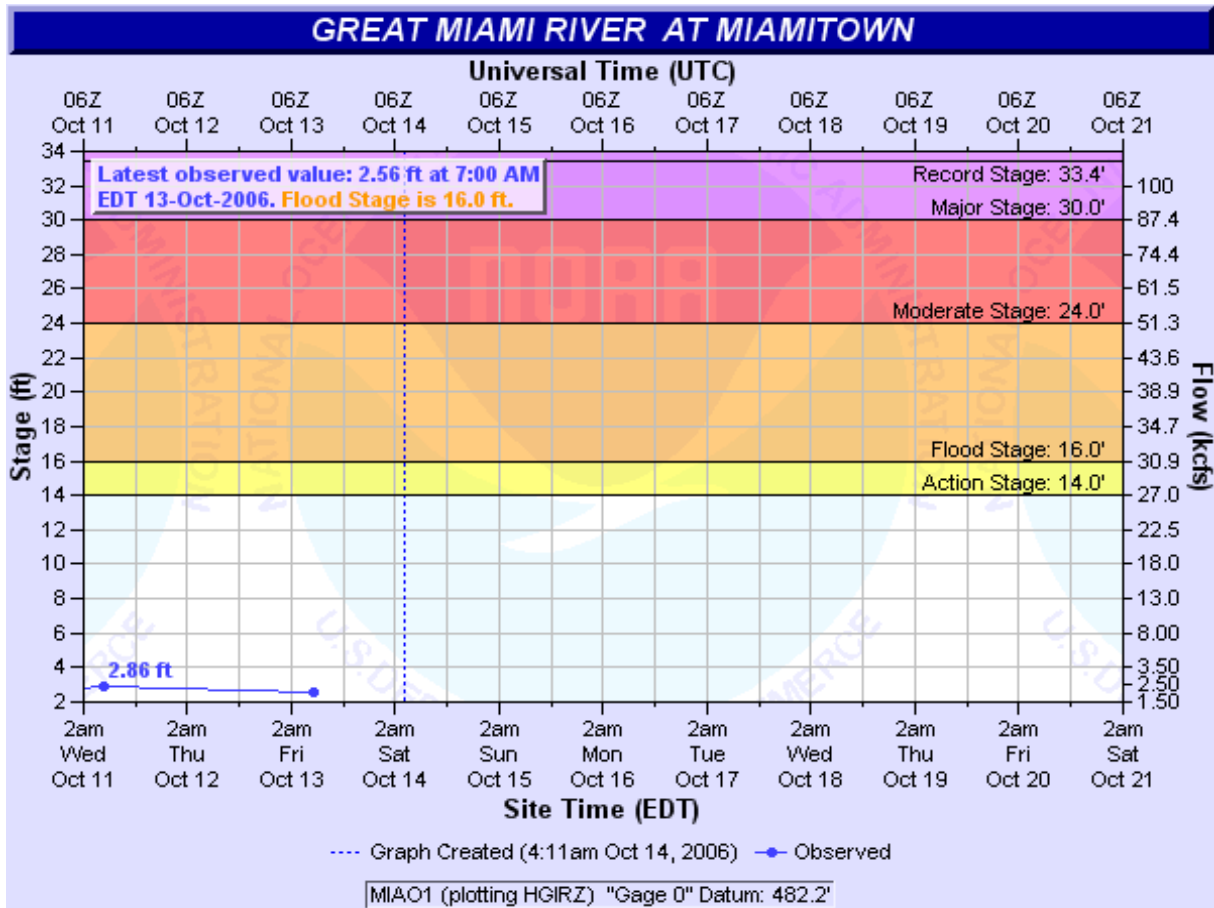 GREAT MIAMI RIVER AT MIAMITOWN
Universal Time (UTC)
06Z 06Z 06Z 06Z 06Z 06Z 06Z 06Z 06Z 06Z 06Z
Oct 11 Oct 12 Oct 13 Oct 14 Oct 15 Oct 16 Oct 17 Oct 18 Oct 19 Oct 20 Oct 21
Latest observed value: 2.56 ft at 7:00 AM
EDT 13-Oct-2006. Flood Stage is 16.0 ft.
Record Stage: 33.4'
Major Stage: 30.0'
Moderate Stage: 24.0'
Flood Stage: 16.0'
Action Stage: 14.0'
NOAA
2.86 ft
Stage (ft)
34
32
30
28
26
24
22
20
18
16
14
12
10
8
6
4
2
Flow (kcfs)
100
87.4
74.4
61.5
51.3
43.6
38.9
34.7
30.9
27.0
22.5
18.0
13.0
8.00
3.50
2.50
1.50
2am 2am 2am 2am 2am 2am 2am 2am 2am 2am 2am
Wed Thu Fri Sat Sun Mon Tue Wed Thu Fri Sat
Oct 11 Oct 12 Oct 13 Oct 14 Oct 15 Oct 16 Oct 17 Oct 18 Oct 19 Oct 20 Oct 21
Site Time (EDT)
Graph Created (4:11am Oct 14, 2006) Observed
MIAO1 (plotting HGIRZ) "Gage 0" Datum: 482.2'